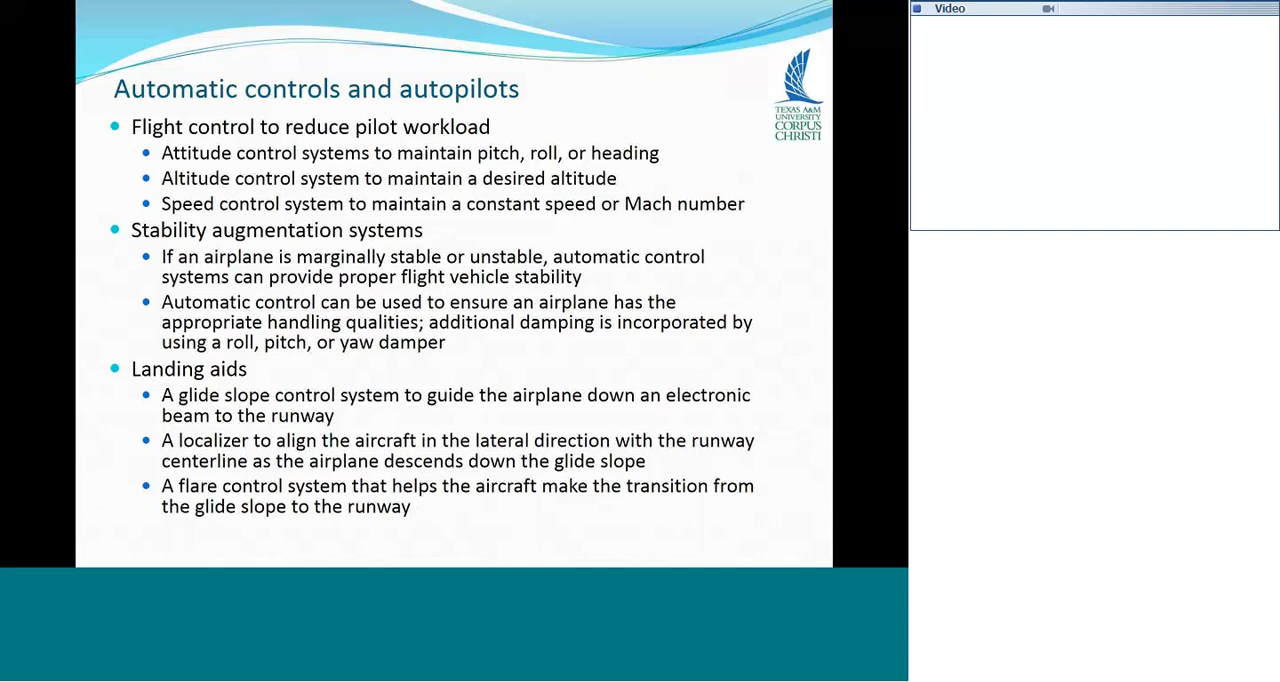 Video
Automatic controls and autopilots
TEXAS A&M
UNIVERSITY
CORPUS
CHRISTI
Flight control to reduce pilot workload
Attitude control systems to maintain pitch, roll, or heading
Altitude control system to maintain a desired altitude
Speed control system to maintain a constant speed or Mach number
Stability augmentation systems
If an airplane is marginally stable or unstable, automatic control
systems can provide proper flight vehicle stability
Automatic control can be used to ensure an airplane has the
appropriate handling qualities; additional damping is incorporated by
using a roll, pitch, or yaw damper
Landing aids
A glide slope control system to guide the airplane down an electronic
beam to the runway
A localizer to align the aircraft in the lateral direction with the runway
centerline as the airplane descends down the glide slope
A flare control system that helps the aircraft make the transition from
the glide slope to the runway